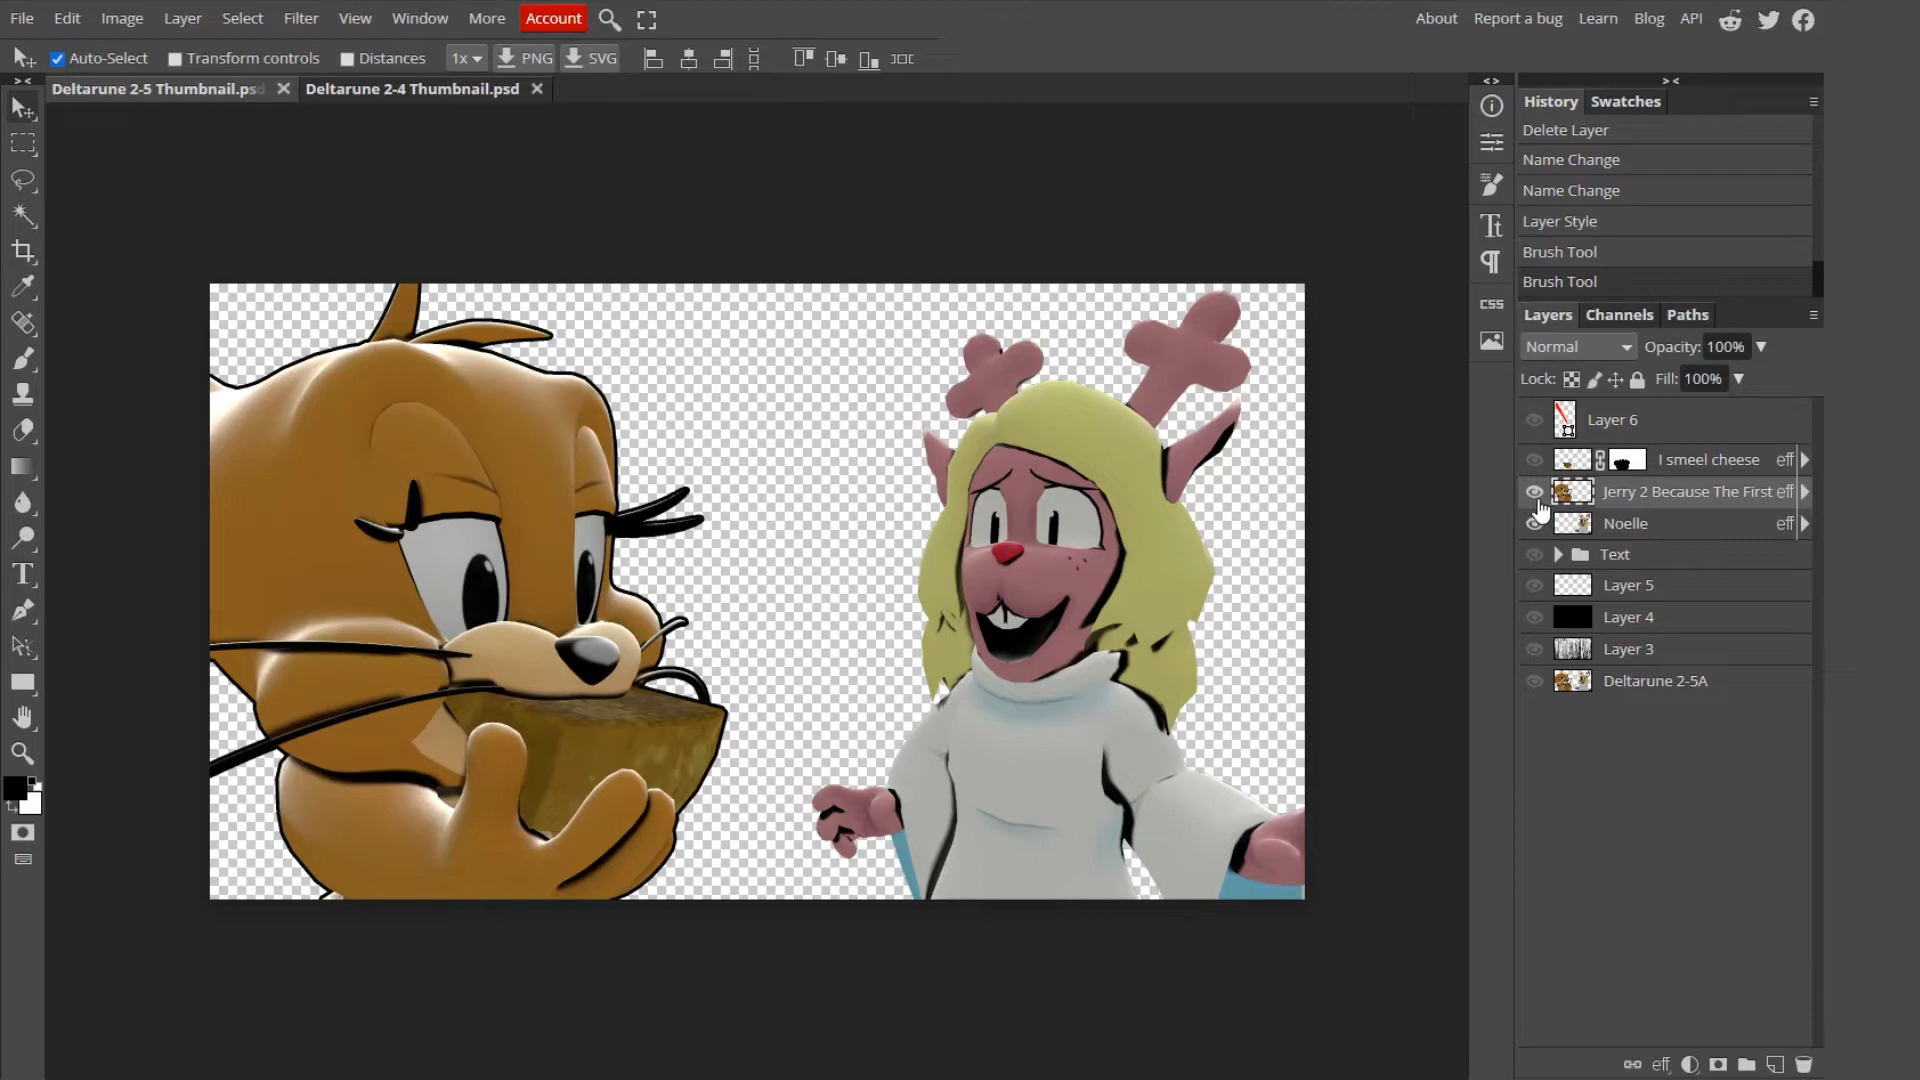 File Edit Image Layer Select Filter View Window More Account
About Report a bug Learn Blog API
Auto-Select Transform controls Distances 1x PNG SVG
Deltarune 2-5 Thumbnail.ps Deltarune 2-4 Thumbnail.psd
History Swatches
Delete Layer
Name Change
Name Change
Layer Style
Brush Tool
Brush Tool
CSS
Layers Channels Paths
Normal Opacity: 100%
Lock: Fill: 100%
Layer 6
I smeel cheese eff
Jerry 2 Because The First eff
Noelle eff
Text
Layer 5
Layer 4
Layer 3
Deltarune 2-5A
eff